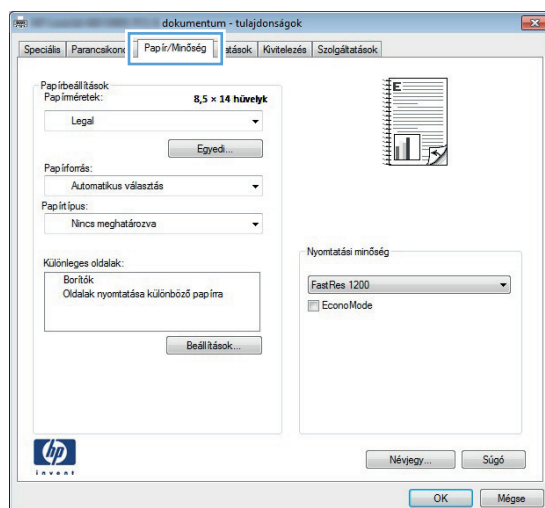 dokumentum - tulajdonságok
Speciális Papír/Minőség Kivitelezés Szolgáltatások
Papírbeállítások
Papírméretek: 8,5 × 14 hüvelyk
Legal
Egyedi...
Papírforrás:
Automatikus választás
Papírtípus:
Nincs meghatározva
Különleges oldalak:
Borítók
Oldalak nyomtatása különböző papírra
Beállítások...
E
Nyomtatási minőség
FastRes 1200
EconoMode
hp
invent
Névjegy... Súgó
OK Mégse